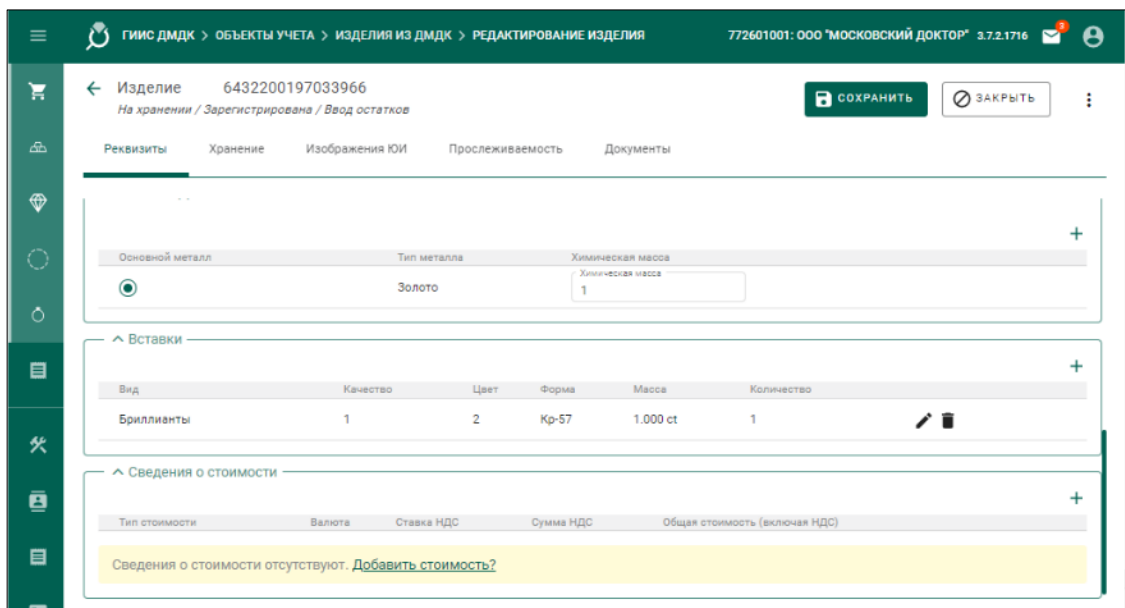 ГИИС ДМДК > ОБЪЕКТЫ УЧЕТА > ИЗДЕЛИЯ ИЗ ДМДК > РЕДАКТИРОВАНИЕ ИЗДЕЛИЯ 772601001: ООО "МОСКОВСКИЙ ДОКТОР" 3.7.2.1716 3
Изделие 6432200197033966
СОХРАНИТЬ ЗАКРЫТЬ
На хранении / Зарегистрирована / Ввод остатков
Реквизиты Хранение Изображения ЮИ Прослеживаемость Документы
Основной металл Тип металла Химическая масса
Химическая масса
Золото 1
Вставки
Вид Качество Цвет Форма Масса Количество
Бриллианты 1 2 Кр-57 1.000 ct 1
Сведения о стоимости
Тип стоимости Валюта Ставка НДС Сумма НДС Общая стоимость (включая НДС)
Сведения о стоимости отсутствуют. Добавить стоимость?